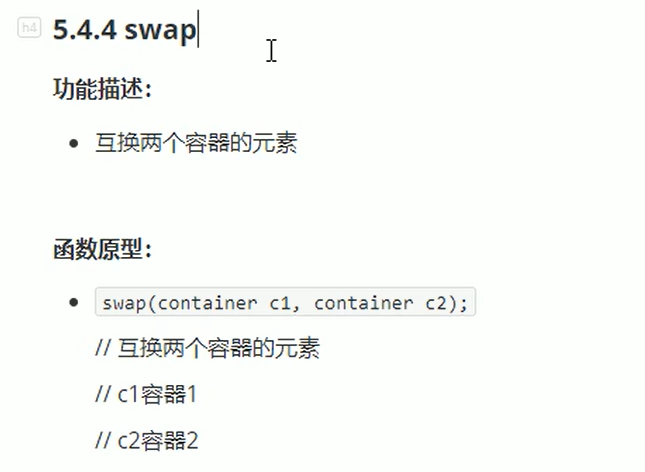 h4
5.4.4 swap
功能描述：
互换两个容器的元素
函数原型：
swap(container c1, container c2);
// 互换两个容器的元素
// c1容器1
// c2容器2